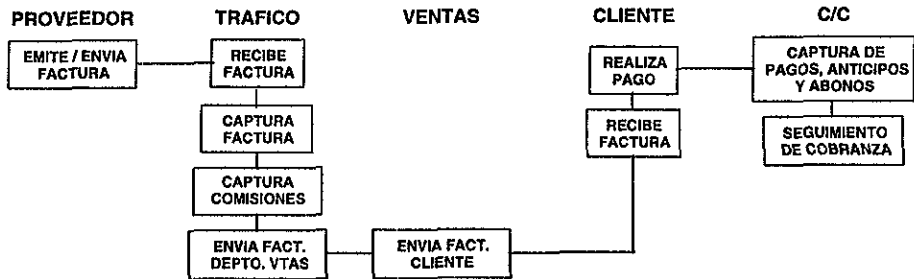 PROVEEDOR
TRAFICO
VENTAS
CLIENTE
C/C
EMITE / ENVIA
FACTURA
RECIBE
FACTURA
CAPTURA
FACTURA
CAPTURA
COMISIONES
ENVIA FACT.
DEPTO. VTAS
ENVIA FACT.
CLIENTE
REALIZA
PAGO
RECIBE
FACTURA
CAPTURA DE
PAGOS, ANTICIPOS
Y ABONOS
SEGUIMIENTO
DE COBRANZA